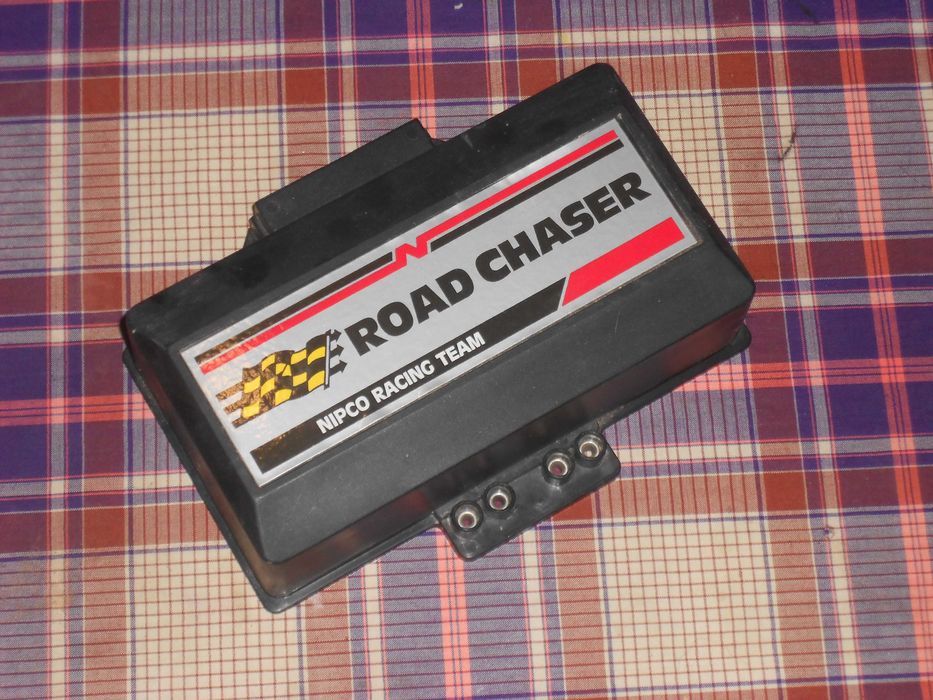 N
ROAD CHASER
NIPCO RACING TEAM